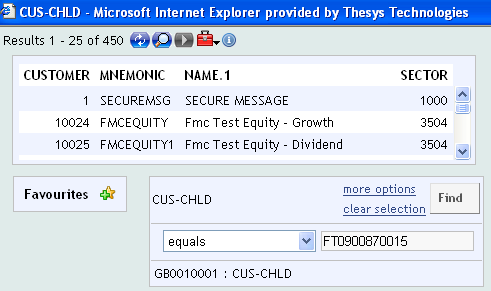 CUS-CHLD - Microsoft Internet Explorer provided by Thesys Technologies
Results 1 - 25 of 450
CUSTOMER MNEMONIC NAME.1 SECTOR
1 SECUREMSG SECURE MESSAGE 1000
10024 FMCEQUITY Fmc Test Equity - Growth 3504
10025 FMCEQUITY1 Fmc Test Equity - Dividend 3504
Favourites
more options
CUS-CHLD
Find
clear selection
equals
FT0900870015
GB0010001 : CUS-CHLD